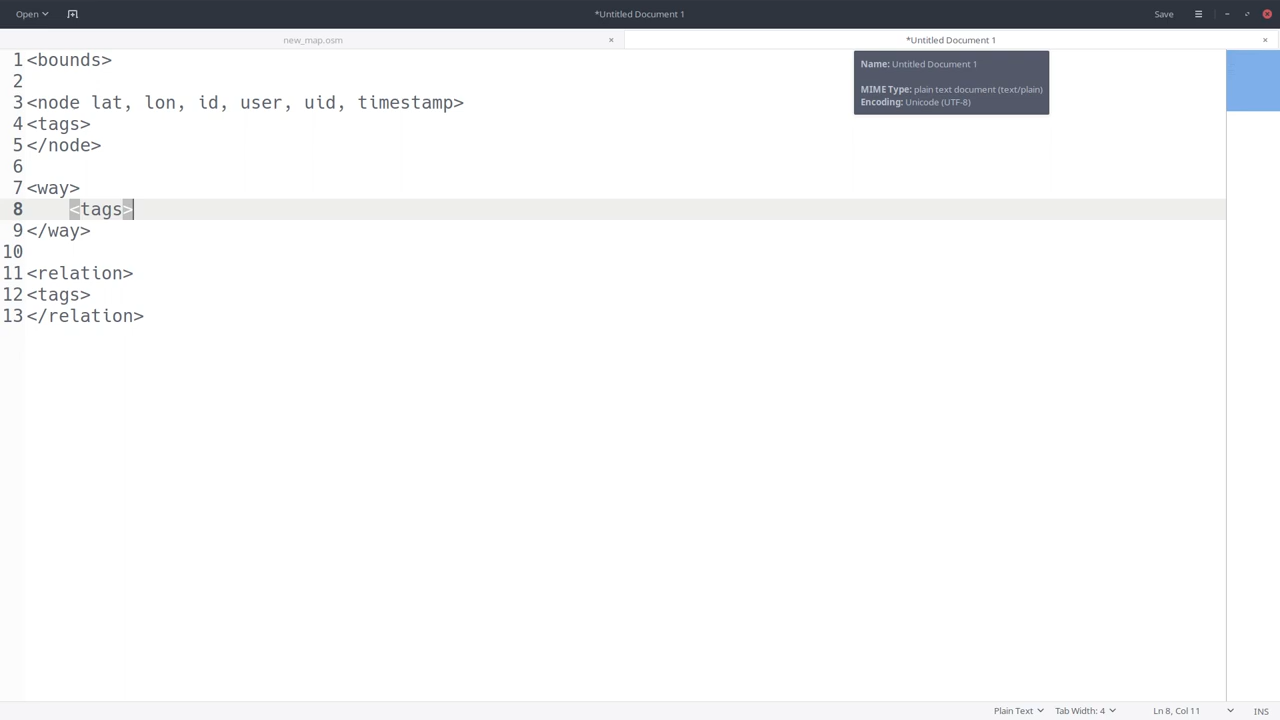 Open
*Untitled Document 1
Save
new_map.osm
*Untitled Document 1
Name: Untitled Document 1
MIME Type: plain text document (text/plain)
Encoding: Unicode (UTF-8)
1 <bounds>
2
3 <node lat, lon, id, user, uid, timestamp>
4 <tags>
5 </node>
6
7 <way>
8     <tags>
9 </way>
10
11 <relation>
12 <tags>
13 </relation>
Plain Text
Tab Width: 4
Ln 8, Col 11
INS